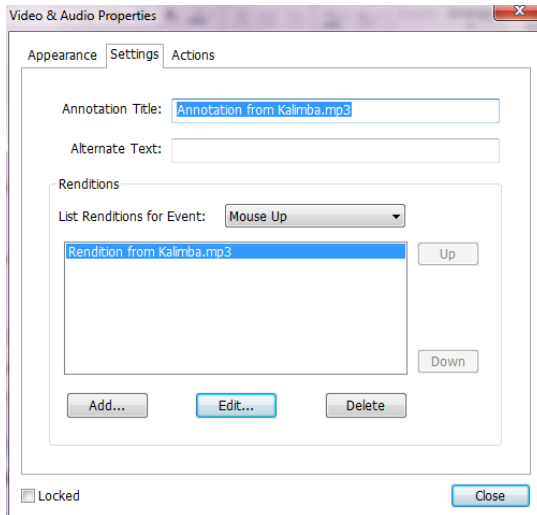 Video & Audio Properties
Appearance Settings Actions
Annotation Title: Annotation from Kalimba.mp3
Alternate Text:
Renditions
List Renditions for Event: Mouse Up
Rendition from Kalimba.mp3
Up
Down
Add... Edit... Delete
Locked Close